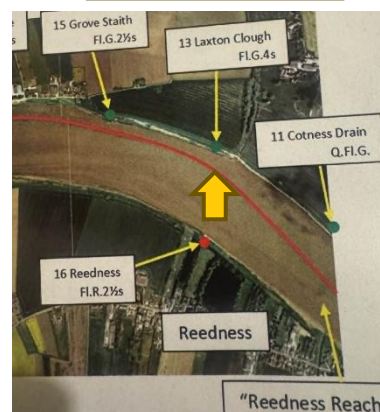 15 Grove Staith
Fl.G.2½s
13 Laxton Clough
Fl.G.4s
11 Cotness Drain
Q.Fl.G.
16 Reedness
Fl.R.2½s
Reedness
"Reedness Reach